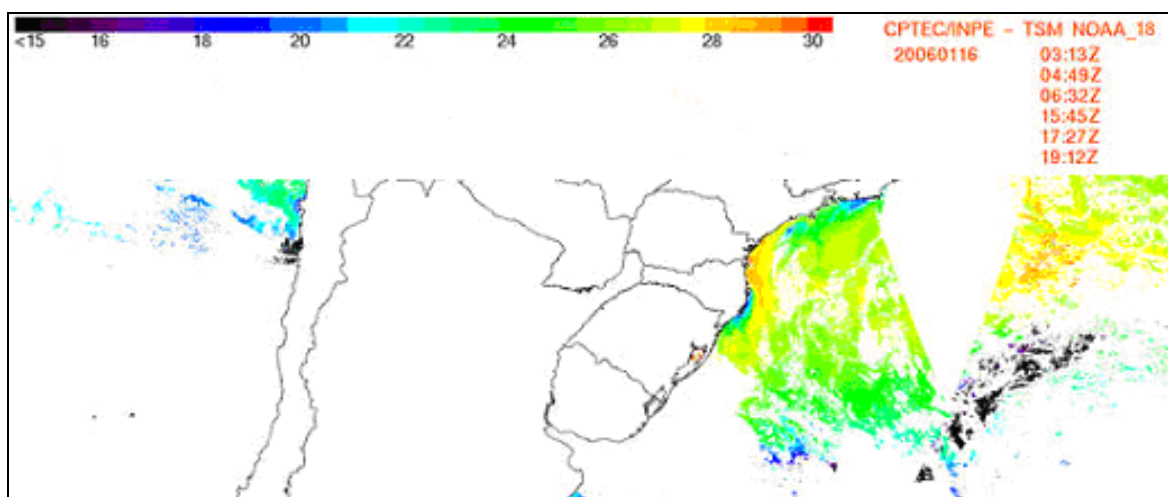 <15 16 18 20 22 24 26 28 30
CPTEC/INPE - TSM NOAA_18
20060116 03:13Z
04:49Z
06:32Z
15:45Z
17:27Z
19:12Z